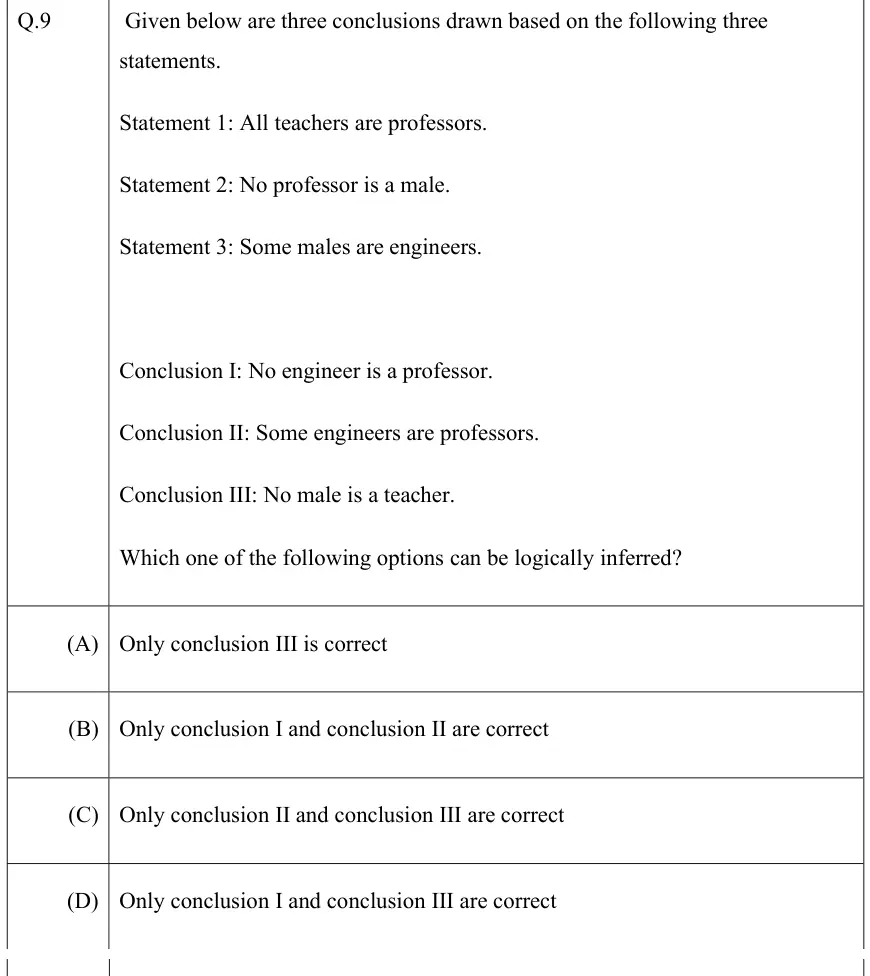 Q.9 Given below are three conclusions drawn based on the following three
statements.
Statement 1: All teachers are professors.
Statement 2: No professor is a male.
Statement 3: Some males are engineers.
Conclusion I: No engineer is a professor.
Conclusion II: Some engineers are professors.
Conclusion III: No male is a teacher.
Which one of the following options can be logically inferred?
(A) Only conclusion III is correct
(B) Only conclusion I and conclusion II are correct
(C) Only conclusion II and conclusion III are correct
(D) Only conclusion I and conclusion III are correct